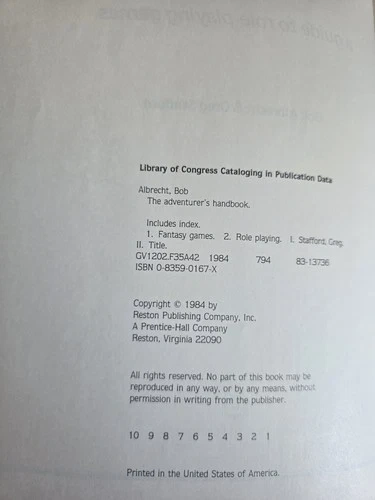 Library of Congress Cataloging in Publication Data
Albrecht, Bob
The adventurer's handbook.
Includes index.
1. Fantasy games. 2. Role playing. I. Stafford, Greg.
II. Title.
GV1202.F35A42 1984 794 83-13736
ISBN 0-8359-0167-X
Copyright © 1984 by
Reston Publishing Company, Inc.
A Prentice-Hall Company
Reston, Virginia 22090
All rights reserved. No part of this book may be
reproduced in any way, or by any means, without
permission in writing from the publisher.
10 9 8 7 6 5 4 3 2 1
Printed in the United States of America.